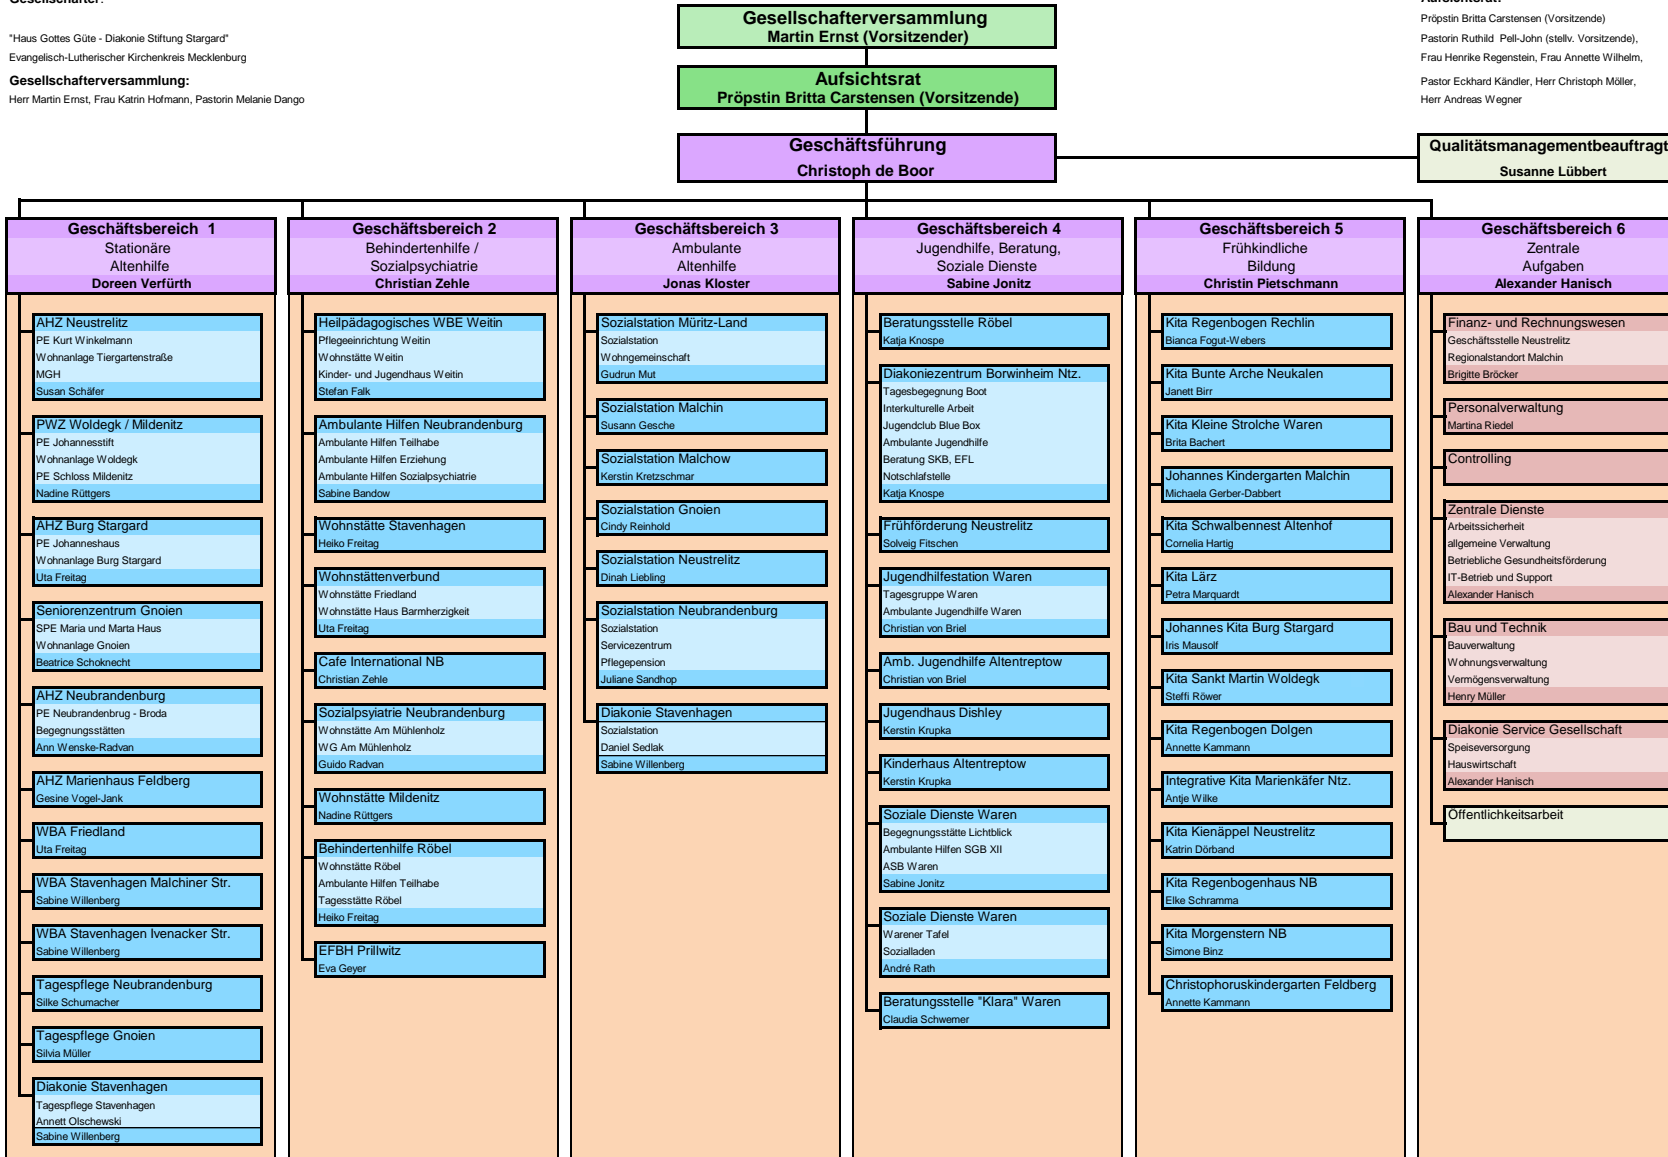 Gesellschafter:
"Haus Gottes Güte - Diakonie Stiftung Stargard"
Evangelisch-Lutherischer Kirchenkreis Mecklenburg
Gesellschafterversammlung:
Herr Martin Ernst, Frau Katrin Hofmann, Pastorin Melanie Dango
Gesellschafterversammlung
Martin Ernst (Vorsitzender)
Aufsichtsrat
Pröpstin Britta Carstensen (Vorsitzende)
Geschäftsführung
Christoph de Boor
Aufsichtsrat:
Pröpstin Britta Carstensen (Vorsitzende)
Pastorin Ruthild Pell-John (stellv. Vorsitzende),
Frau Henrike Regenstein, Frau Annette Wilhelm,
Pastor Eckhard Kändler, Herr Christoph Möller,
Herr Andreas Wegner
Qualitätsmanagementbeauftragt
Susanne Lübbert
Geschäftsbereich 1
Stationäre
Altenhilfe
Doreen Verfürth
AHZ Neustrelitz
PE Kurt Winkelmann
Wohnanlage Tiergartenstraße
MGH
Susan Schäfer
PWZ Woldegk / Mildenitz
PE Johannesstift
Wohnanlage Woldegk
PE Schloss Mildenitz
Nadine Rüttgers
AHZ Burg Stargard
PE Johanneshaus
Wohnanlage Burg Stargard
Uta Freitag
Seniorenzentrum Gnoien
SPE Maria und Marta Haus
Wohnanlage Gnoien
Beatrice Schoknecht
AHZ Neubrandenburg
PE Neubrandenbrug - Broda
Begegnungsstätten
Ann Wenske-Radvan
AHZ Marienhaus Feldberg
Gesine Vogel-Jank
WBA Friedland
Uta Freitag
WBA Stavenhagen Malchiner Str.
Sabine Willenberg
WBA Stavenhagen Ivenacker Str.
Sabine Willenberg
Tagespflege Neubrandenburg
Silke Schumacher
Tagespflege Gnoien
Silvia Müller
Diakonie Stavenhagen
Tagespflege Stavenhagen
Annett Olschewski
Sabine Willenberg
Geschäftsbereich 2
Behindertenhilfe /
Sozialpsychiatrie
Christian Zehle
Heilpädagogisches WBE Weitin
Pflegeeinrichtung Weitin
Wohnstätte Weitin
Kinder- und Jugendhaus Weitin
Stefan Falk
Ambulante Hilfen Neubrandenburg
Ambulante Hilfen Teilhabe
Ambulante Hilfen Erziehung
Ambulante Hilfen Sozialpsychiatrie
Sabine Bandow
Wohnstätte Stavenhagen
Heiko Freitag
Wohnstättenverbund
Wohnstätte Friedland
Wohnstätte Haus Barmherzigkeit
Uta Freitag
Cafe International NB
Christian Zehle
Sozialpsyiatrie Neubrandenburg
Wohnstätte Am Mühlenholz
WG Am Mühlenholz
Guido Radvan
Wohnstätte Mildenitz
Nadine Rüttgers
Behindertenhilfe Röbel
Wohnstätte Röbel
Ambulante Hilfen Teilhabe
Tagesstätte Röbel
Heiko Freitag
EFBH Prillwitz
Eva Geyer
Geschäftsbereich 3
Ambulante
Altenhilfe
Jonas Kloster
Sozialstation Müritz-Land
Sozialstation
Wohngemeinschaft
Gudrun Mut
Sozialstation Malchin
Susann Gesche
Sozialstation Malchow
Kerstin Kretzschmar
Sozialstation Gnoien
Cindy Reinhold
Sozialstation Neustrelitz
Dinah Liebling
Sozialstation Neubrandenburg
Sozialstation
Servicezentrum
Pflegepension
Juliane Sandhop
Diakonie Stavenhagen
Sozialstation
Daniel Sedlak
Sabine Willenberg
Geschäftsbereich 4
Jugendhilfe, Beratung,
Soziale Dienste
Sabine Jonitz
Beratungsstelle Röbel
Katja Knospe
Diakoniezentrum Borwinheim Ntz.
Tagesbegegnung Boot
Interkulturelle Arbeit
Jugendclub Blue Box
Ambulante Jugendhilfe
Beratung SKB, EFL
Notschlafstelle
Katja Knospe
Frühförderung Neustrelitz
Solveig Fitschen
Jugendhilfestation Waren
Tagesgruppe Waren
Ambulante Jugendhilfe Waren
Christian von Briel
Amb. Jugendhilfe Altentreptow
Christian von Briel
Jugendhaus Dishley
Kerstin Krupka
Kinderhaus Altentreptow
Kerstin Krupka
Soziale Dienste Waren
Begegnungsstätte Lichtblick
Ambulante Hilfen SGB XII
ASB Waren
Sabine Jonitz
Soziale Dienste Waren
Warener Tafel
Sozialladen
André Rath
Beratungsstelle "Klara" Waren
Claudia Schwemer
Geschäftsbereich 5
Frühkindliche
Bildung
Christin Pietschmann
Kita Regenbogen Rechlin
Bianca Fogut-Webers
Kita Bunte Arche Neukalen
Janett Birr
Kita Kleine Strolche Waren
Brita Bachert
Johannes Kindergarten Malchin
Michaela Gerber-Dabbert
Kita Schwalbennest Altenhof
Cornelia Hartig
Kita Lärz
Petra Marquardt
Johannes Kita Burg Stargard
Iris Mausolf
Kita Sankt Martin Woldegk
Steffi Röwer
Kita Regenbogen Dolgen
Annette Kammann
Integrative Kita Marienkäfer Ntz.
Antje Wilke
Kita Kienäppel Neustrelitz
Katrin Dörband
Kita Regenbogenhaus NB
Elke Schramma
Kita Morgenstern NB
Simone Binz
Christophoruskindergarten Feldberg
Annette Kammann
Geschäftsbereich 6
Zentrale
Aufgaben
Alexander Hanisch
Finanz- und Rechnungswesen
Geschäftsstelle Neustrelitz
Regionalstandort Malchin
Brigitte Bröcker
Personalverwaltung
Martina Riedel
Controlling
Zentrale Dienste
Arbeitssicherheit
allgemeine Verwaltung
Betriebliche Gesundheitsförderung
IT-Betrieb und Support
Alexander Hanisch
Bau und Technik
Bauverwaltung
Wohnungsverwaltung
Vermögensverwaltung
Henry Müller
Diakonie Service Gesellschaft
Speiseversorgung
Hauswirtschaft
Alexander Hanisch
Öffentlichkeitsarbeit